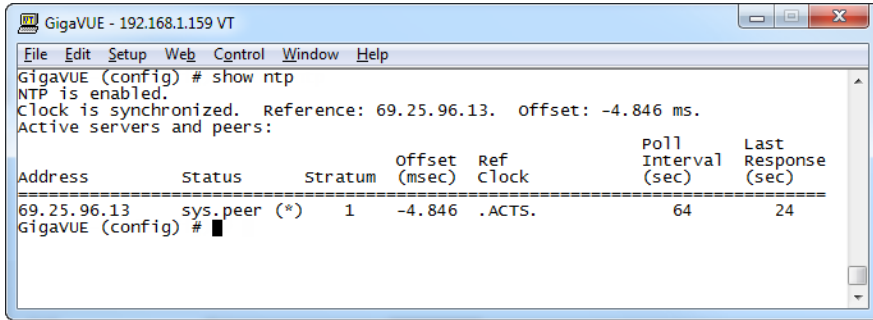 GigaVUE - 192.168.1.159 VT
File Edit Setup Web Control Window Help
GigaVUE (config) # show ntp
NTP is enabled.
Clock is synchronized.  Reference: 69.25.96.13.  Offset: -4.846 ms.
Active servers and peers:
Poll Last
Offset Ref Interval Response
Address Status Stratum (msec) Clock (sec) (sec)
================================================================================
69.25.96.13 sys.peer (*) 1 -4.846 .ACTS. 64 24
GigaVUE (config) #